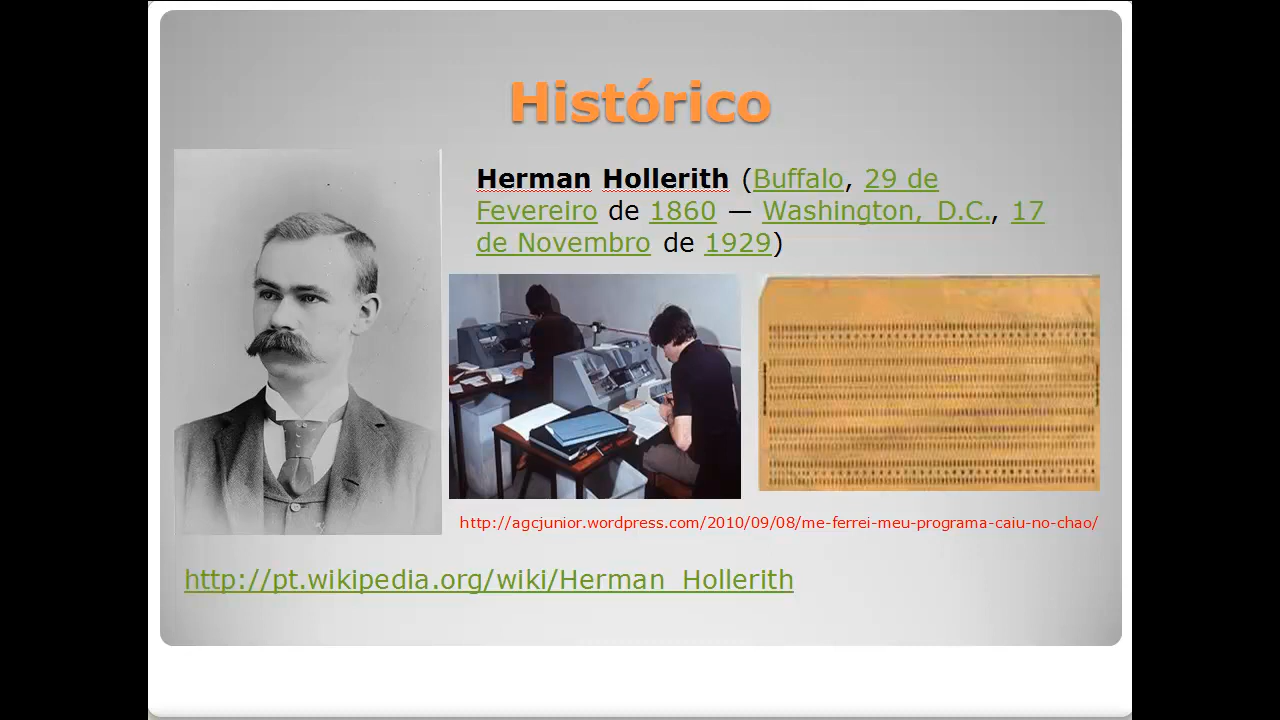 Histórico
Herman Hollerith (Buffalo, 29 de
Fevereiro de 1860 — Washington, D.C., 17
de Novembro de 1929)
http://agcjunior.wordpress.com/2010/09/08/me-ferrei-meu-programa-caiu-no-chao/
http://pt.wikipedia.org/wiki/Herman_Hollerith